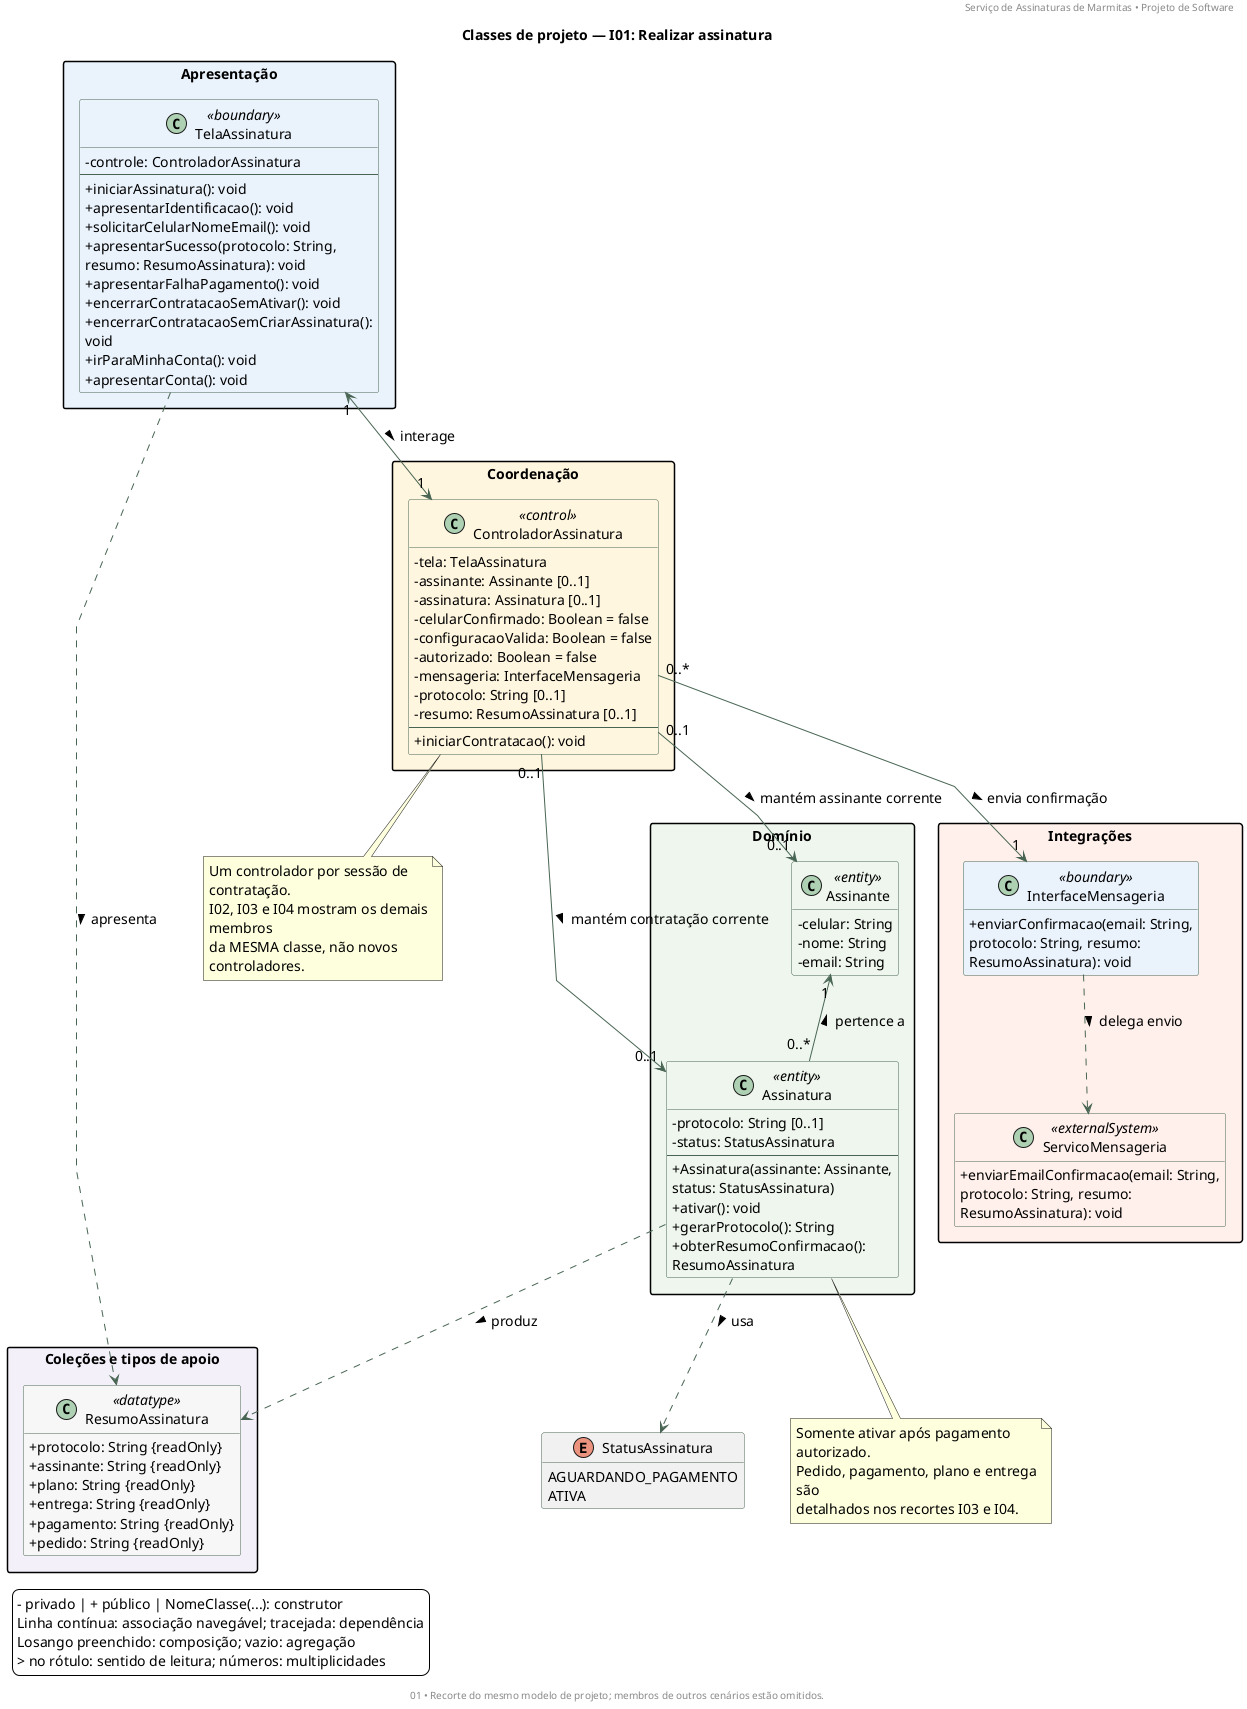 Serviço de Assinaturas de Marmitas • Projeto de Software
Classes de projeto — I01: Realizar assinatura
Apresentação
C
«boundary»
TelaAssinatura
-controle: ControladorAssinatura
+iniciarAssinatura(): void
+apresentarIdentificacao(): void
+solicitarCelularNomeEmail(): void
+apresentarSucesso(protocolo: String,
resumo: ResumoAssinatura): void
+apresentarFalhaPagamento(): void
+encerrarContratacaoSemAtivar(): void
+encerrarContratacaoSemCriarAssinatura():
void
+irParaMinhaConta(): void
+apresentarConta(): void
1
interage
1
Coordenação
C
«control»
ControladorAssinatura
-tela: TelaAssinatura
-assinante: Assinante [0..1]
-assinatura: Assinatura [0..1]
-celularConfirmado: Boolean = false
-configuracaoValida: Boolean = false
-autorizado: Boolean = false
-mensageria: InterfaceMensageria
-protocolo: String [0..1]
-resumo: ResumoAssinatura [0..1]
+iniciarContratacao(): void
0..*
0..1
0..1
mantém assinante corrente
envia confirmação
Um controlador por sessão de
contratação.
I02, I03 e I04 mostram os demais
membros
da MESMA classe, não novos
controladores.
apresenta
mantém contratação corrente
Domínio
0..1
C
«entity»
Assinante
-celular: String
-nome: String
-email: String
1
pertence a
0..*
0..1
C
«entity»
Assinatura
-protocolo: String [0..1]
-status: StatusAssinatura
+Assinatura(assinante: Assinante,
status: StatusAssinatura)
+ativar(): void
+gerarProtocolo(): String
+obterResumoConfirmacao():
ResumoAssinatura
Integrações
1
C
«boundary»
InterfaceMensageria
+enviarConfirmacao(email: String,
protocolo: String, resumo:
ResumoAssinatura): void
delega envio
C
«externalSystem»
ServicoMensageria
+enviarEmailConfirmacao(email: String,
protocolo: String, resumo:
ResumoAssinatura): void
produz
usa
Coleções e tipos de apoio
C
«datatype»
ResumoAssinatura
+protocolo: String {readOnly}
+assinante: String {readOnly}
+plano: String {readOnly}
+entrega: String {readOnly}
+pagamento: String {readOnly}
+pedido: String {readOnly}
E
StatusAssinatura
AGUARDANDO_PAGAMENTO
ATIVA
Somente ativar após pagamento
autorizado.
Pedido, pagamento, plano e entrega
são
detalhados nos recortes I03 e I04.
- privado | + público | NomeClasse(...): construtor
Linha contínua: associação navegável; tracejada: dependência
Losango preenchido: composição; vazio: agregação
> no rótulo: sentido de leitura; números: multiplicidades
01 • Recorte do mesmo modelo de projeto; membros de outros cenários estão omitidos.